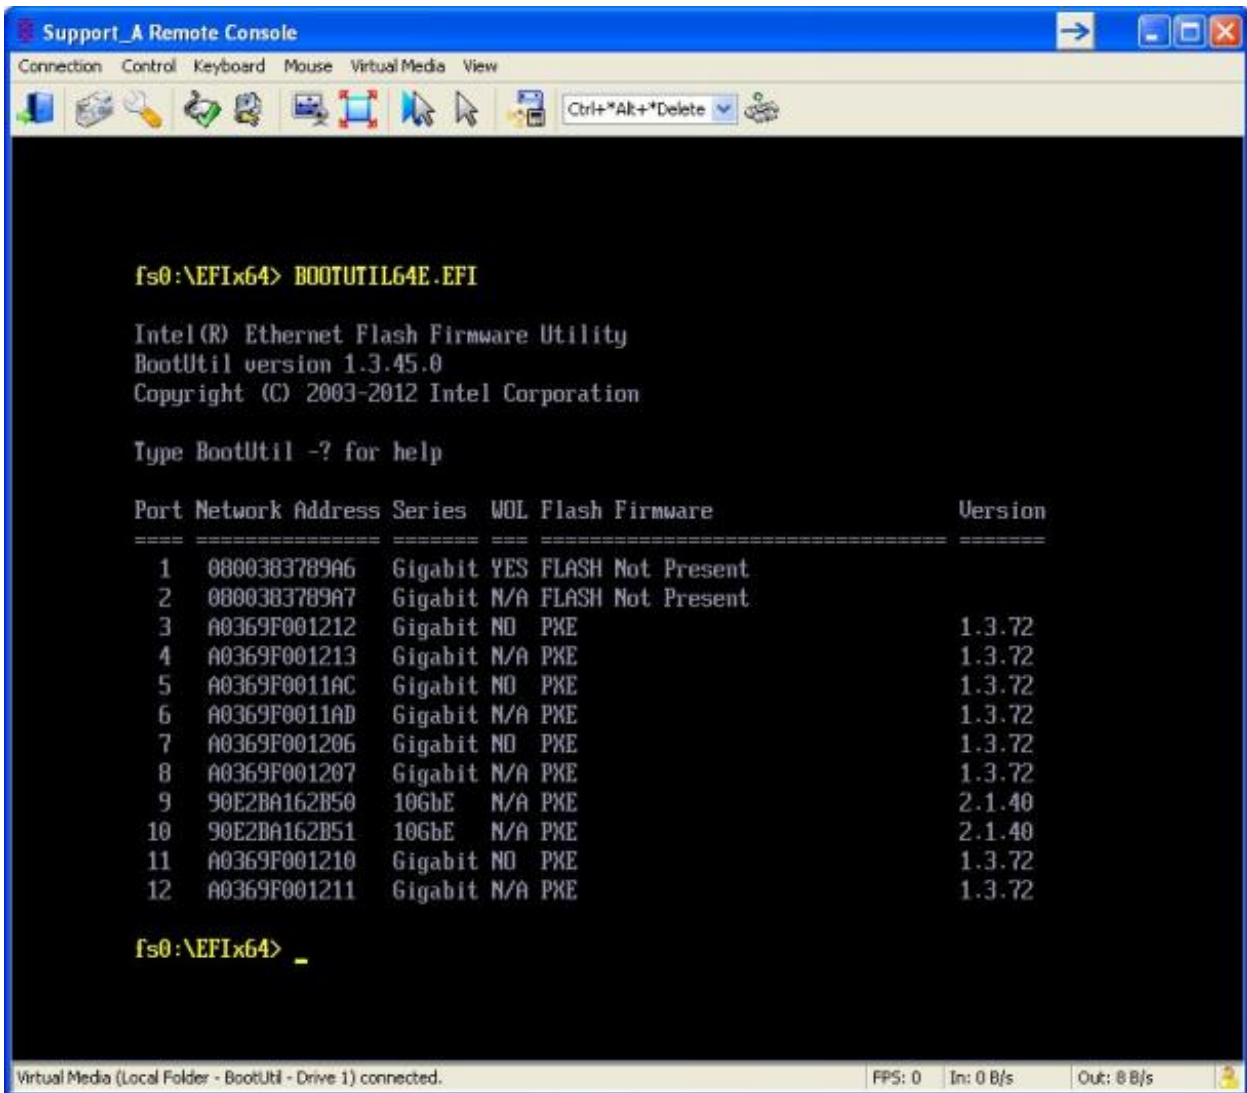 Support_A Remote Console
Connection Control Keyboard Mouse Virtual Media View
Ctrl+*Alt+*Delete
fs0:\EFIx64> BOOTUTIL64E.EFI
Intel(R) Ethernet Flash Firmware Utility
BootUtil version 1.3.45.0
Copyright (C) 2003-2012 Intel Corporation
Type BootUtil -? for help
Port Network Address Series WOL Flash Firmware Version
==== =============== ======= === ================================= =======
1 0800383789A6 Gigabit YES FLASH Not Present
2 0800383789A7 Gigabit N/A FLASH Not Present
3 A0369F001212 Gigabit NO PXE 1.3.72
4 A0369F001213 Gigabit N/A PXE 1.3.72
5 A0369F0011AC Gigabit NO PXE 1.3.72
6 A0369F0011AD Gigabit N/A PXE 1.3.72
7 A0369F001206 Gigabit NO PXE 1.3.72
8 A0369F001207 Gigabit N/A PXE 1.3.72
9 90E2BA162B50 10GbE N/A PXE 2.1.40
10 90E2BA162B51 10GbE N/A PXE 2.1.40
11 A0369F001210 Gigabit NO PXE 1.3.72
12 A0369F001211 Gigabit N/A PXE 1.3.72
fs0:\EFIx64> _
Virtual Media (Local Folder - BootUtil - Drive 1) connected. FPS: 0 In: 0 B/s Out: 8 B/s